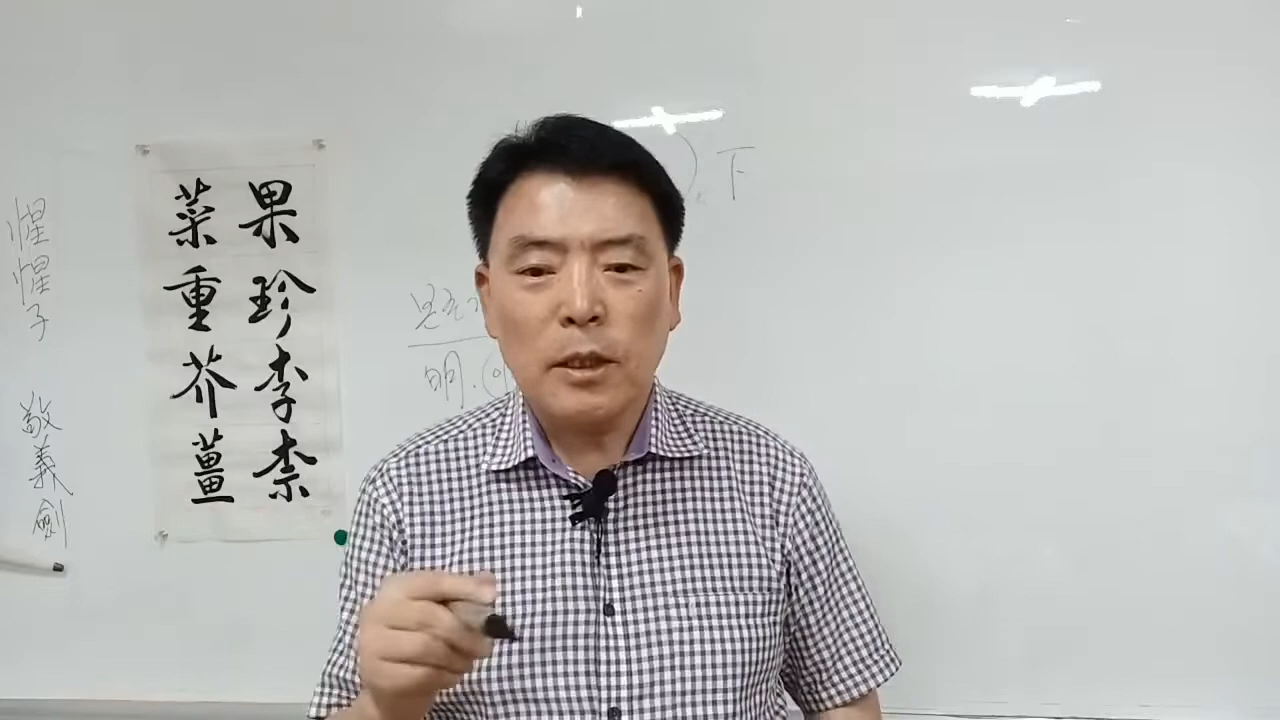 果珍李柰
菜重芥薑
惺惺子 敬義劍
下
明